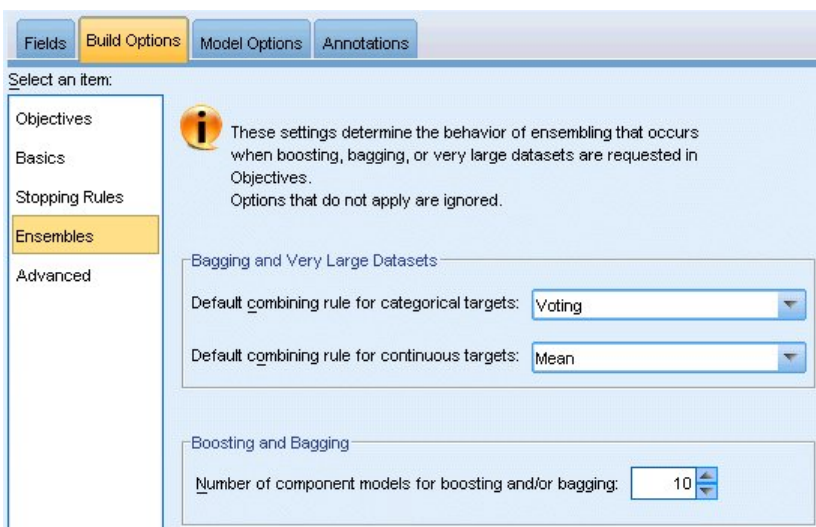 Fields Build Options Model Options Annotations
Select an item:
Objectives
Basics
Stopping Rules
Ensembles
Advanced
These settings determine the behavior of ensembling that occurs
when boosting, bagging, or very large datasets are requested in
Objectives.
Options that do not apply are ignored.
Bagging and Very Large Datasets
Default combining rule for categorical targets: Voting
Default combining rule for continuous targets: Mean
Boosting and Bagging
Number of component models for boosting and/or bagging: 10